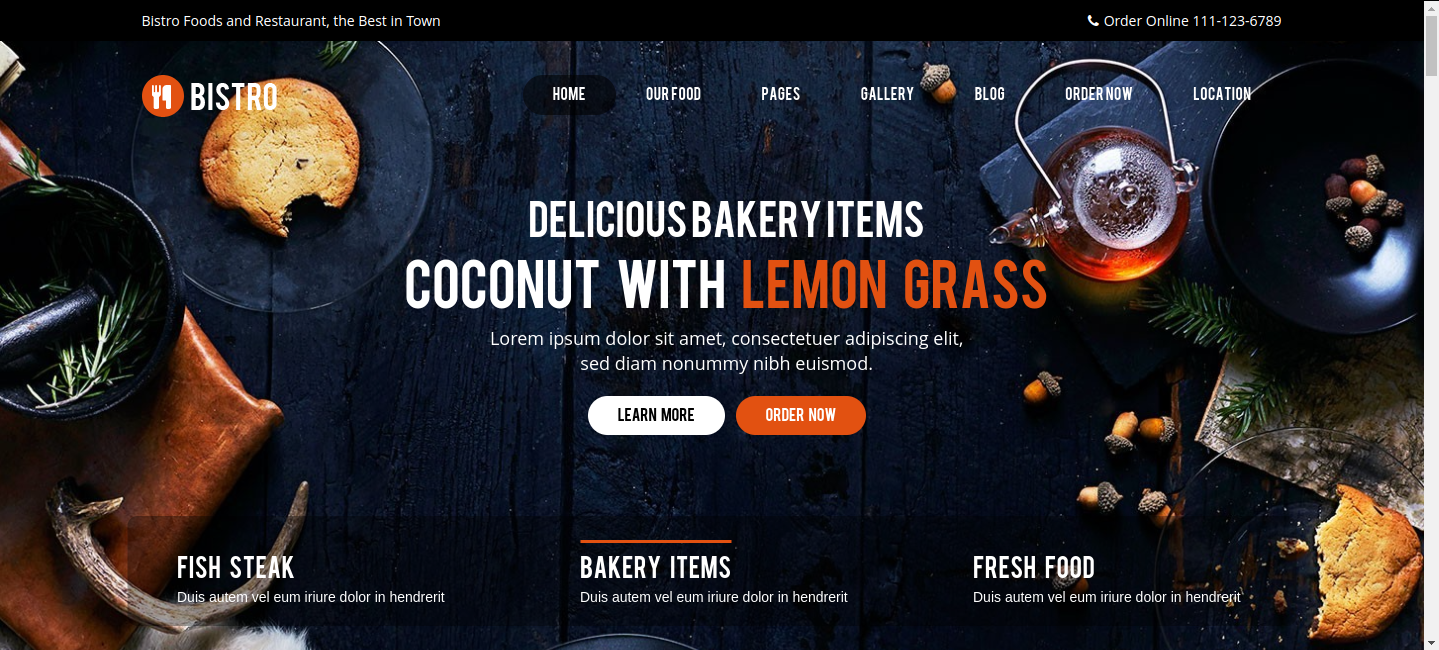 Bistro Foods and Restaurant, the Best in Town
Order Online 111-123-6789
BISTRO
HOME OUR FOOD PAGES GALLERY BLOG ORDER NOW LOCATION
DELICIOUS BAKERY ITEMS
COCONUT WITH LEMON GRASS
Lorem ipsum dolor sit amet, consectetuer adipiscing elit,
sed diam nonummy nibh euismod.
LEARN MORE ORDER NOW
FISH STEAK
Duis autem vel eum iriure dolor in hendrerit
BAKERY ITEMS
Duis autem vel eum iriure dolor in hendrerit
FRESH FOOD
Duis autem vel eum iriure dolor in hendrerit